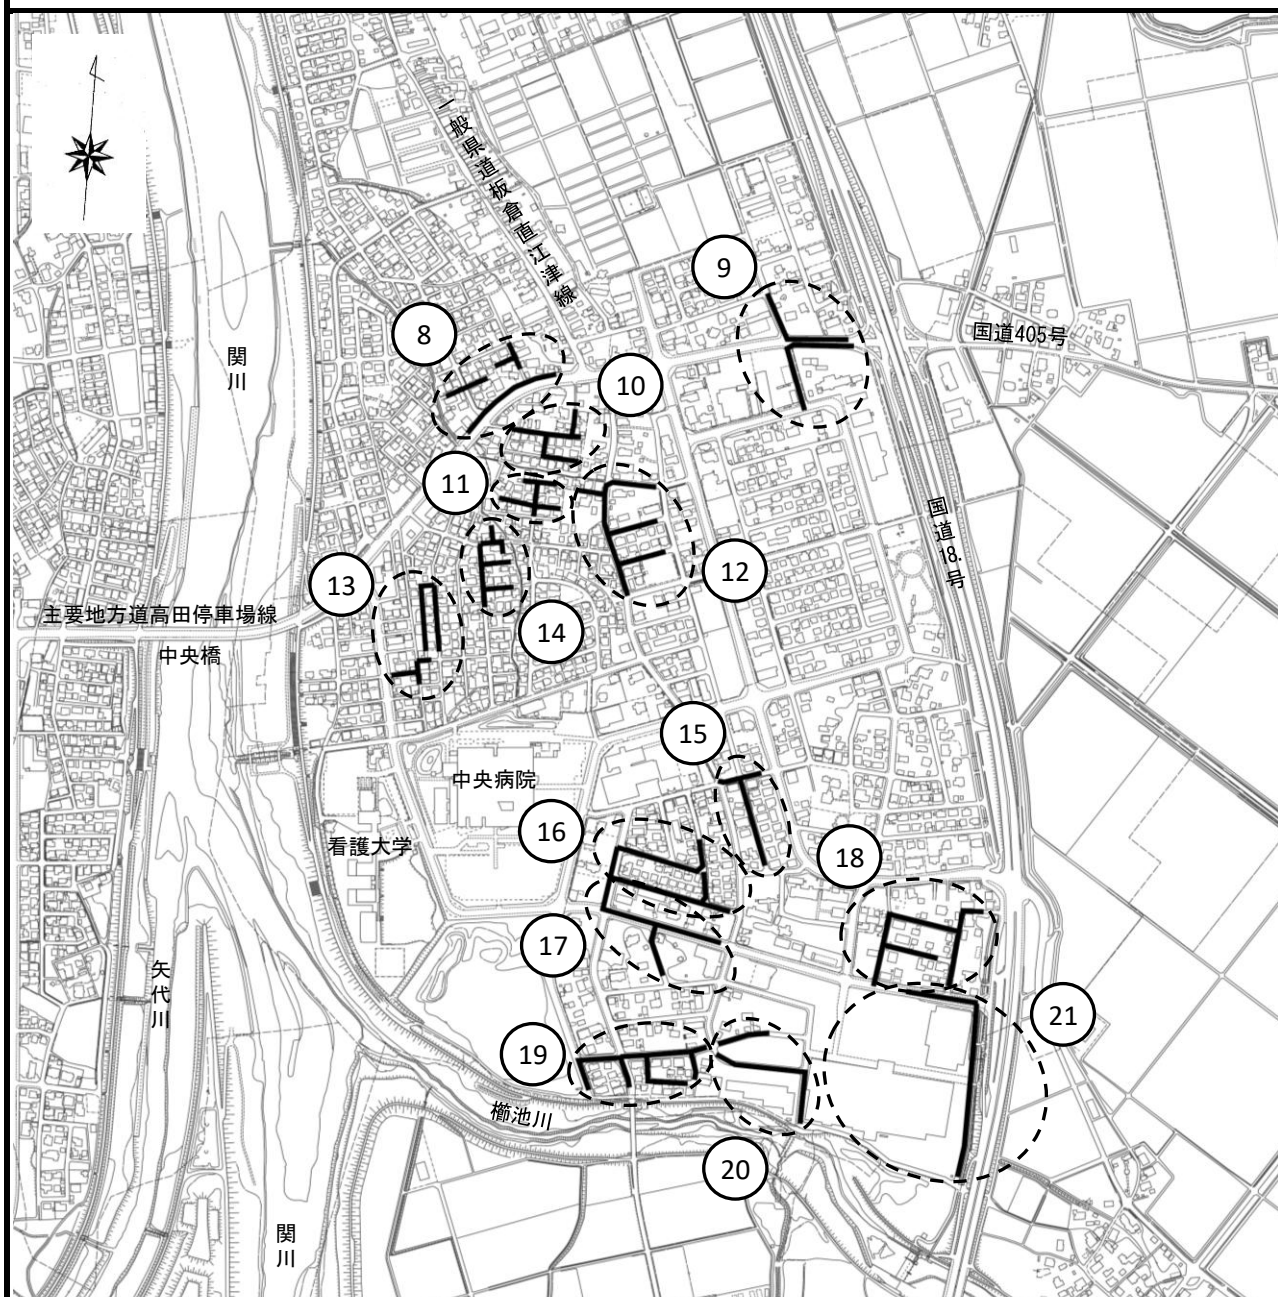 一般県道板倉直江津線
9
8
国道405号
関川
10
11
国道18.号
12
13
主要地方道高田停車場線
14
中央橋
15
中央病院
16
看護大学
18
17
矢代川
21
19
櫛池川
20
関川